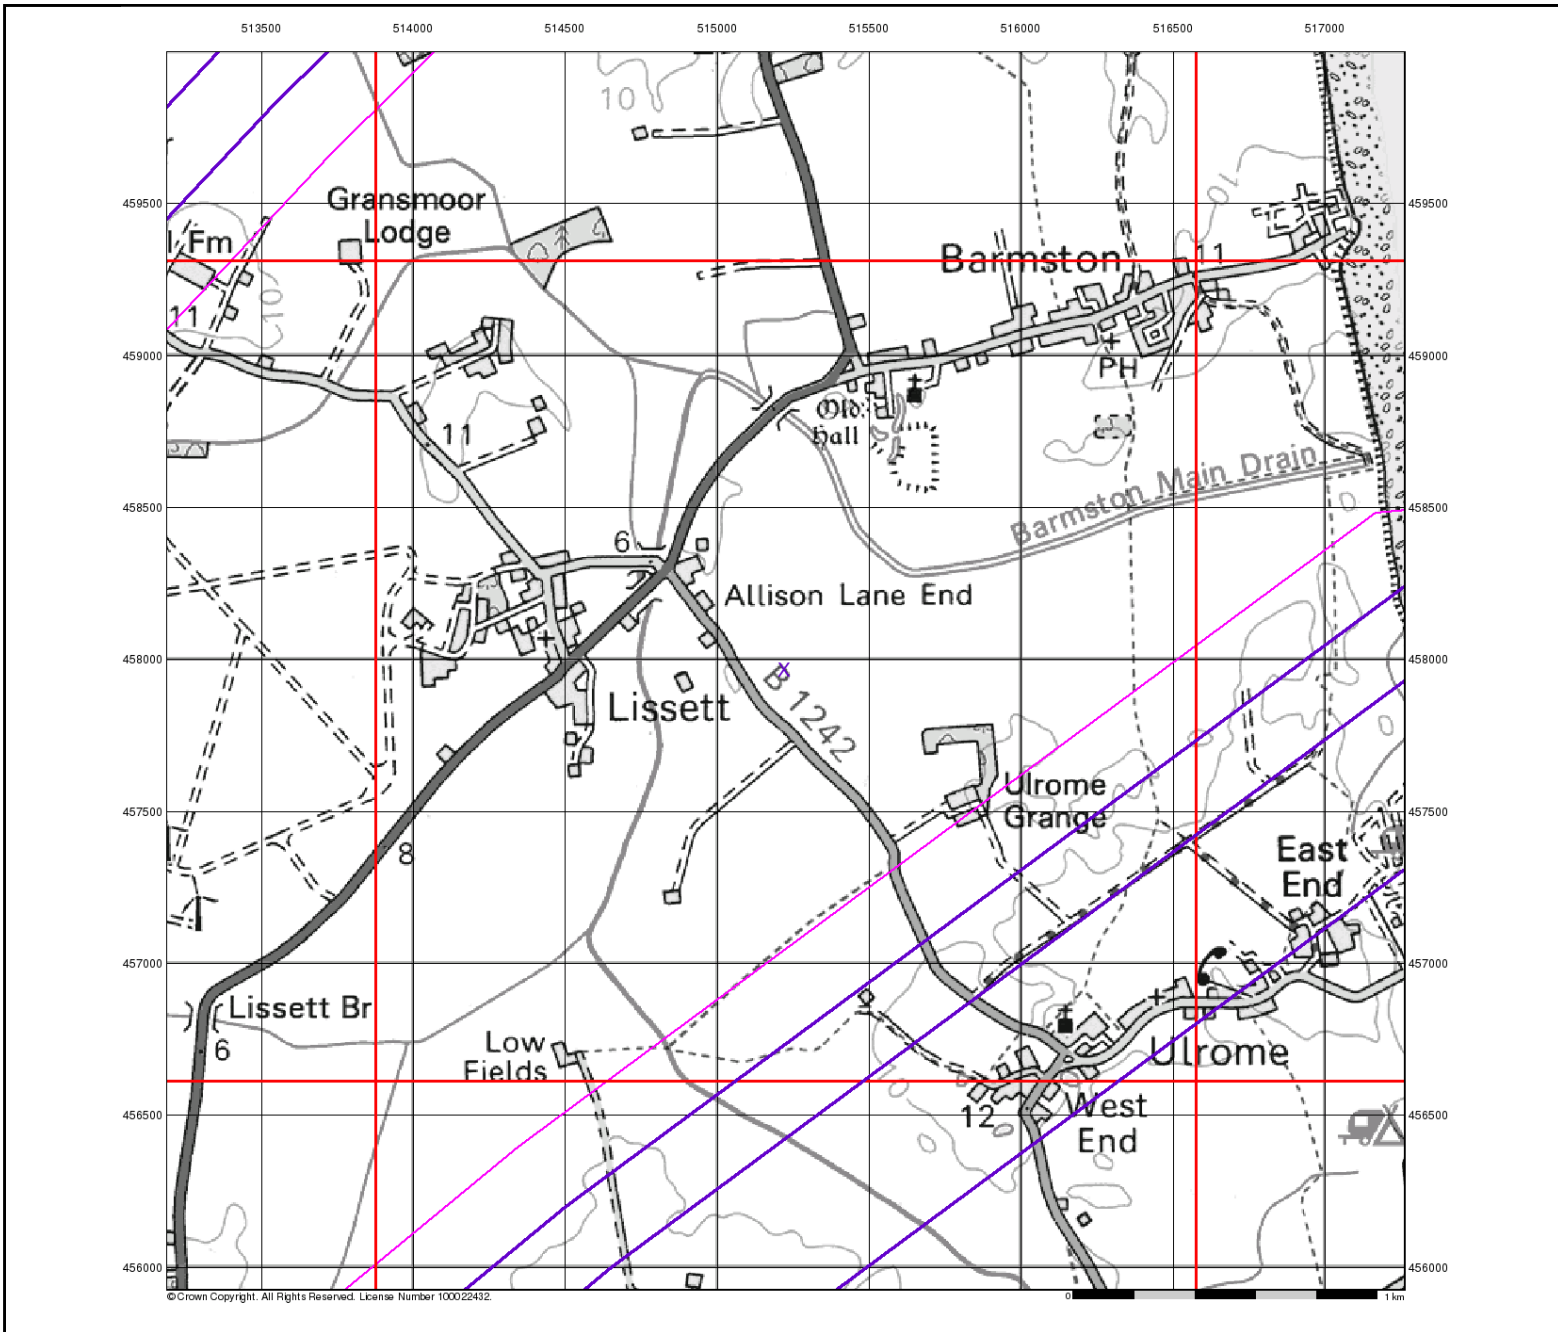 513500 514000 514500 515000 515500 516000 516500 517000
10
Gransmoor
Lodge
459500
459500
l Fm
Barmston
11
10
10
11
459000
459000
PH
Old
Hall
11
Barmston Main Drain
458500
458500
6
Allison Lane End
458000
458000
B 1242
Lissett
Ulrome
Grange
457500
457500
8
East
End
457000
457000
Lissett Br
6
Low
Fields
Ulrome
10
12
West
End
456500
456500
456000
456000
© Crown Copyright. All Rights Reserved. License Number 100022432.
0 1 km